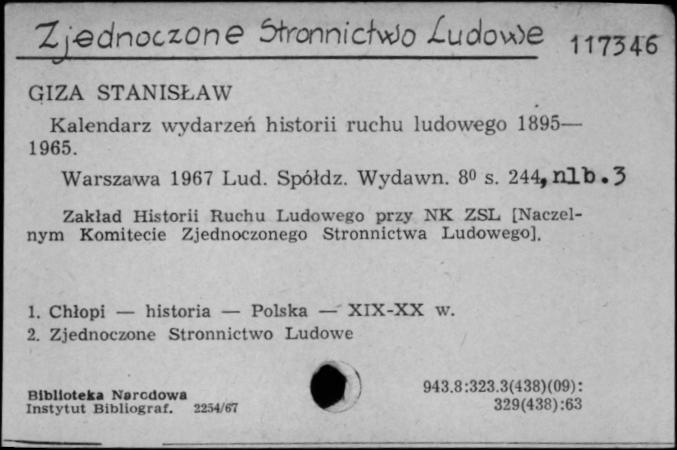 Zjednoczone Stronnictwo Ludowe 117346
GIZA STANISŁAW
Kalendarz wydarzeń historii ruchu ludowego 1895—
1965.
Warszawa 1967 Lud. Spółdz. Wydawn. 8⁰ s. 244, nlb. 3
Zakład Historii Ruchu Ludowego przy NK ZSL [Naczel-
nym Komitecie Zjednoczonego Stronnictwa Ludowego].
1. Chłopi — historia — Polska — XIX-XX w.
2. Zjednoczone Stronnictwo Ludowe
Biblioteka Narodowa
Instytut Bibliograf. 2254/67
943.8:323.3(438)(09):
329(438):63